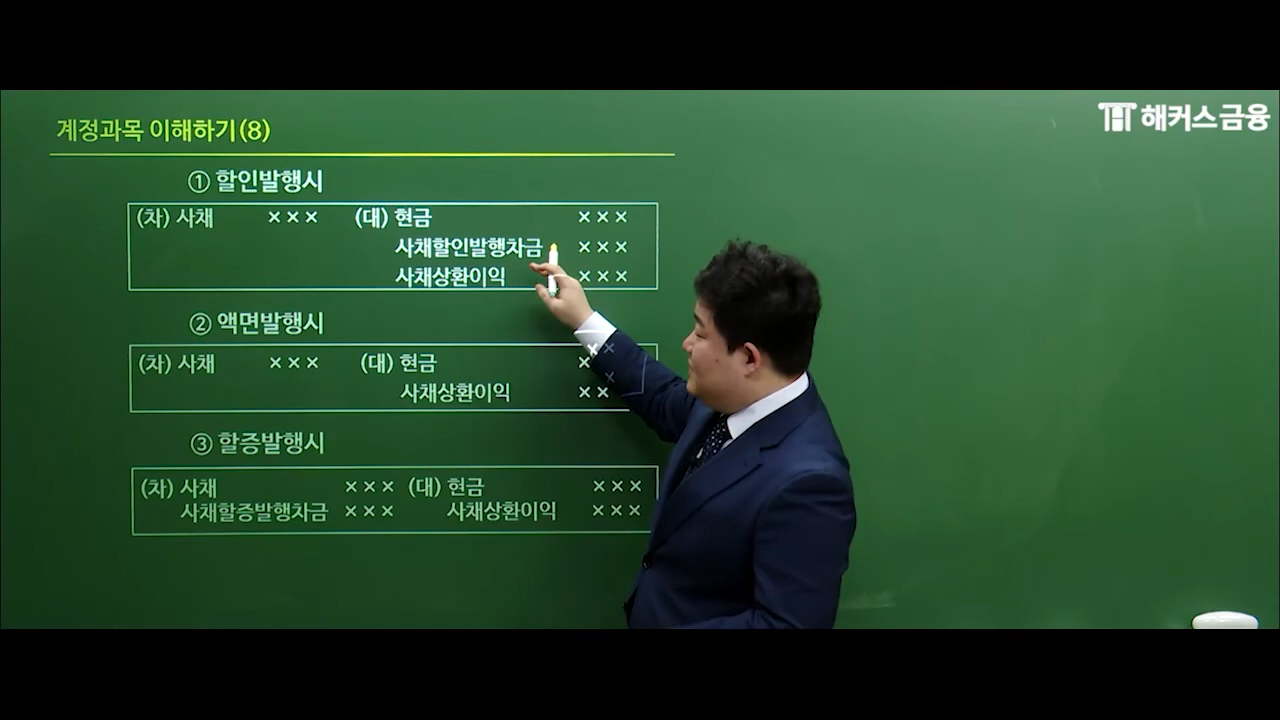 해커스금융
계정과목 이해하기(8)
① 할인발행시
(차) 사채 ××× (대) 현금 ×××
사채할인발행차금 ×××
사채상환이익 ×××
② 액면발행시
(차) 사채 ××× (대) 현금 ×××
사채상환이익 ×××
③ 할증발행시
(차) 사채 ××× (대) 현금 ×××
사채할증발행차금 ××× 사채상환이익 ×××